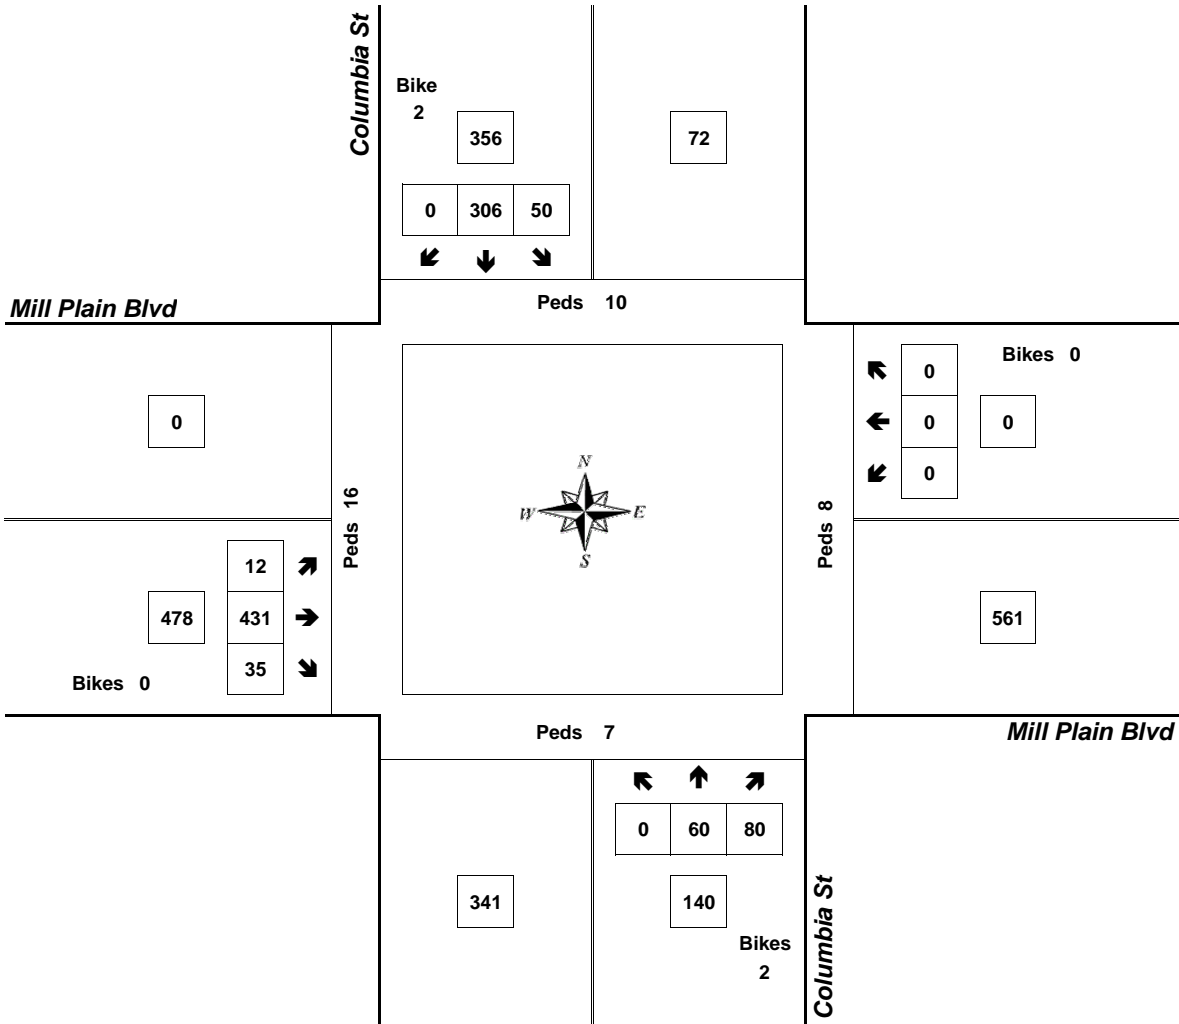 Columbia St
Bike
2
356
72
0 306 50
Mill Plain Blvd
Peds 10
0
Bikes 0
0
0
0
0
N
W E
S
Peds 16
Peds 8
12
478
431
35
Bikes 0
561
Peds 7
Mill Plain Blvd
0 60 80
341
140
Bikes
2
Columbia St